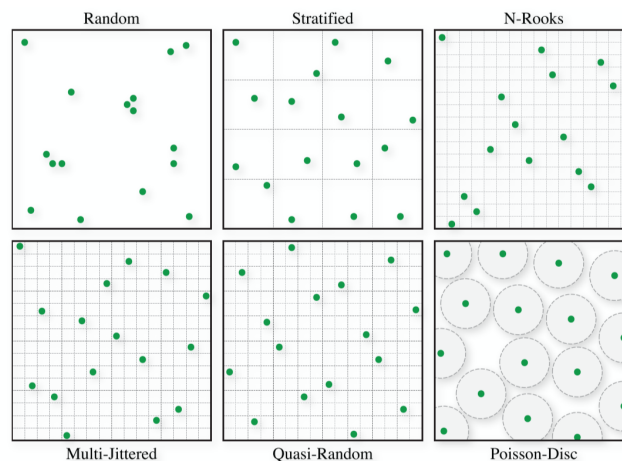 Random
Stratified
N-Rooks
Multi-Jittered
Quasi-Random
Poisson-Disc